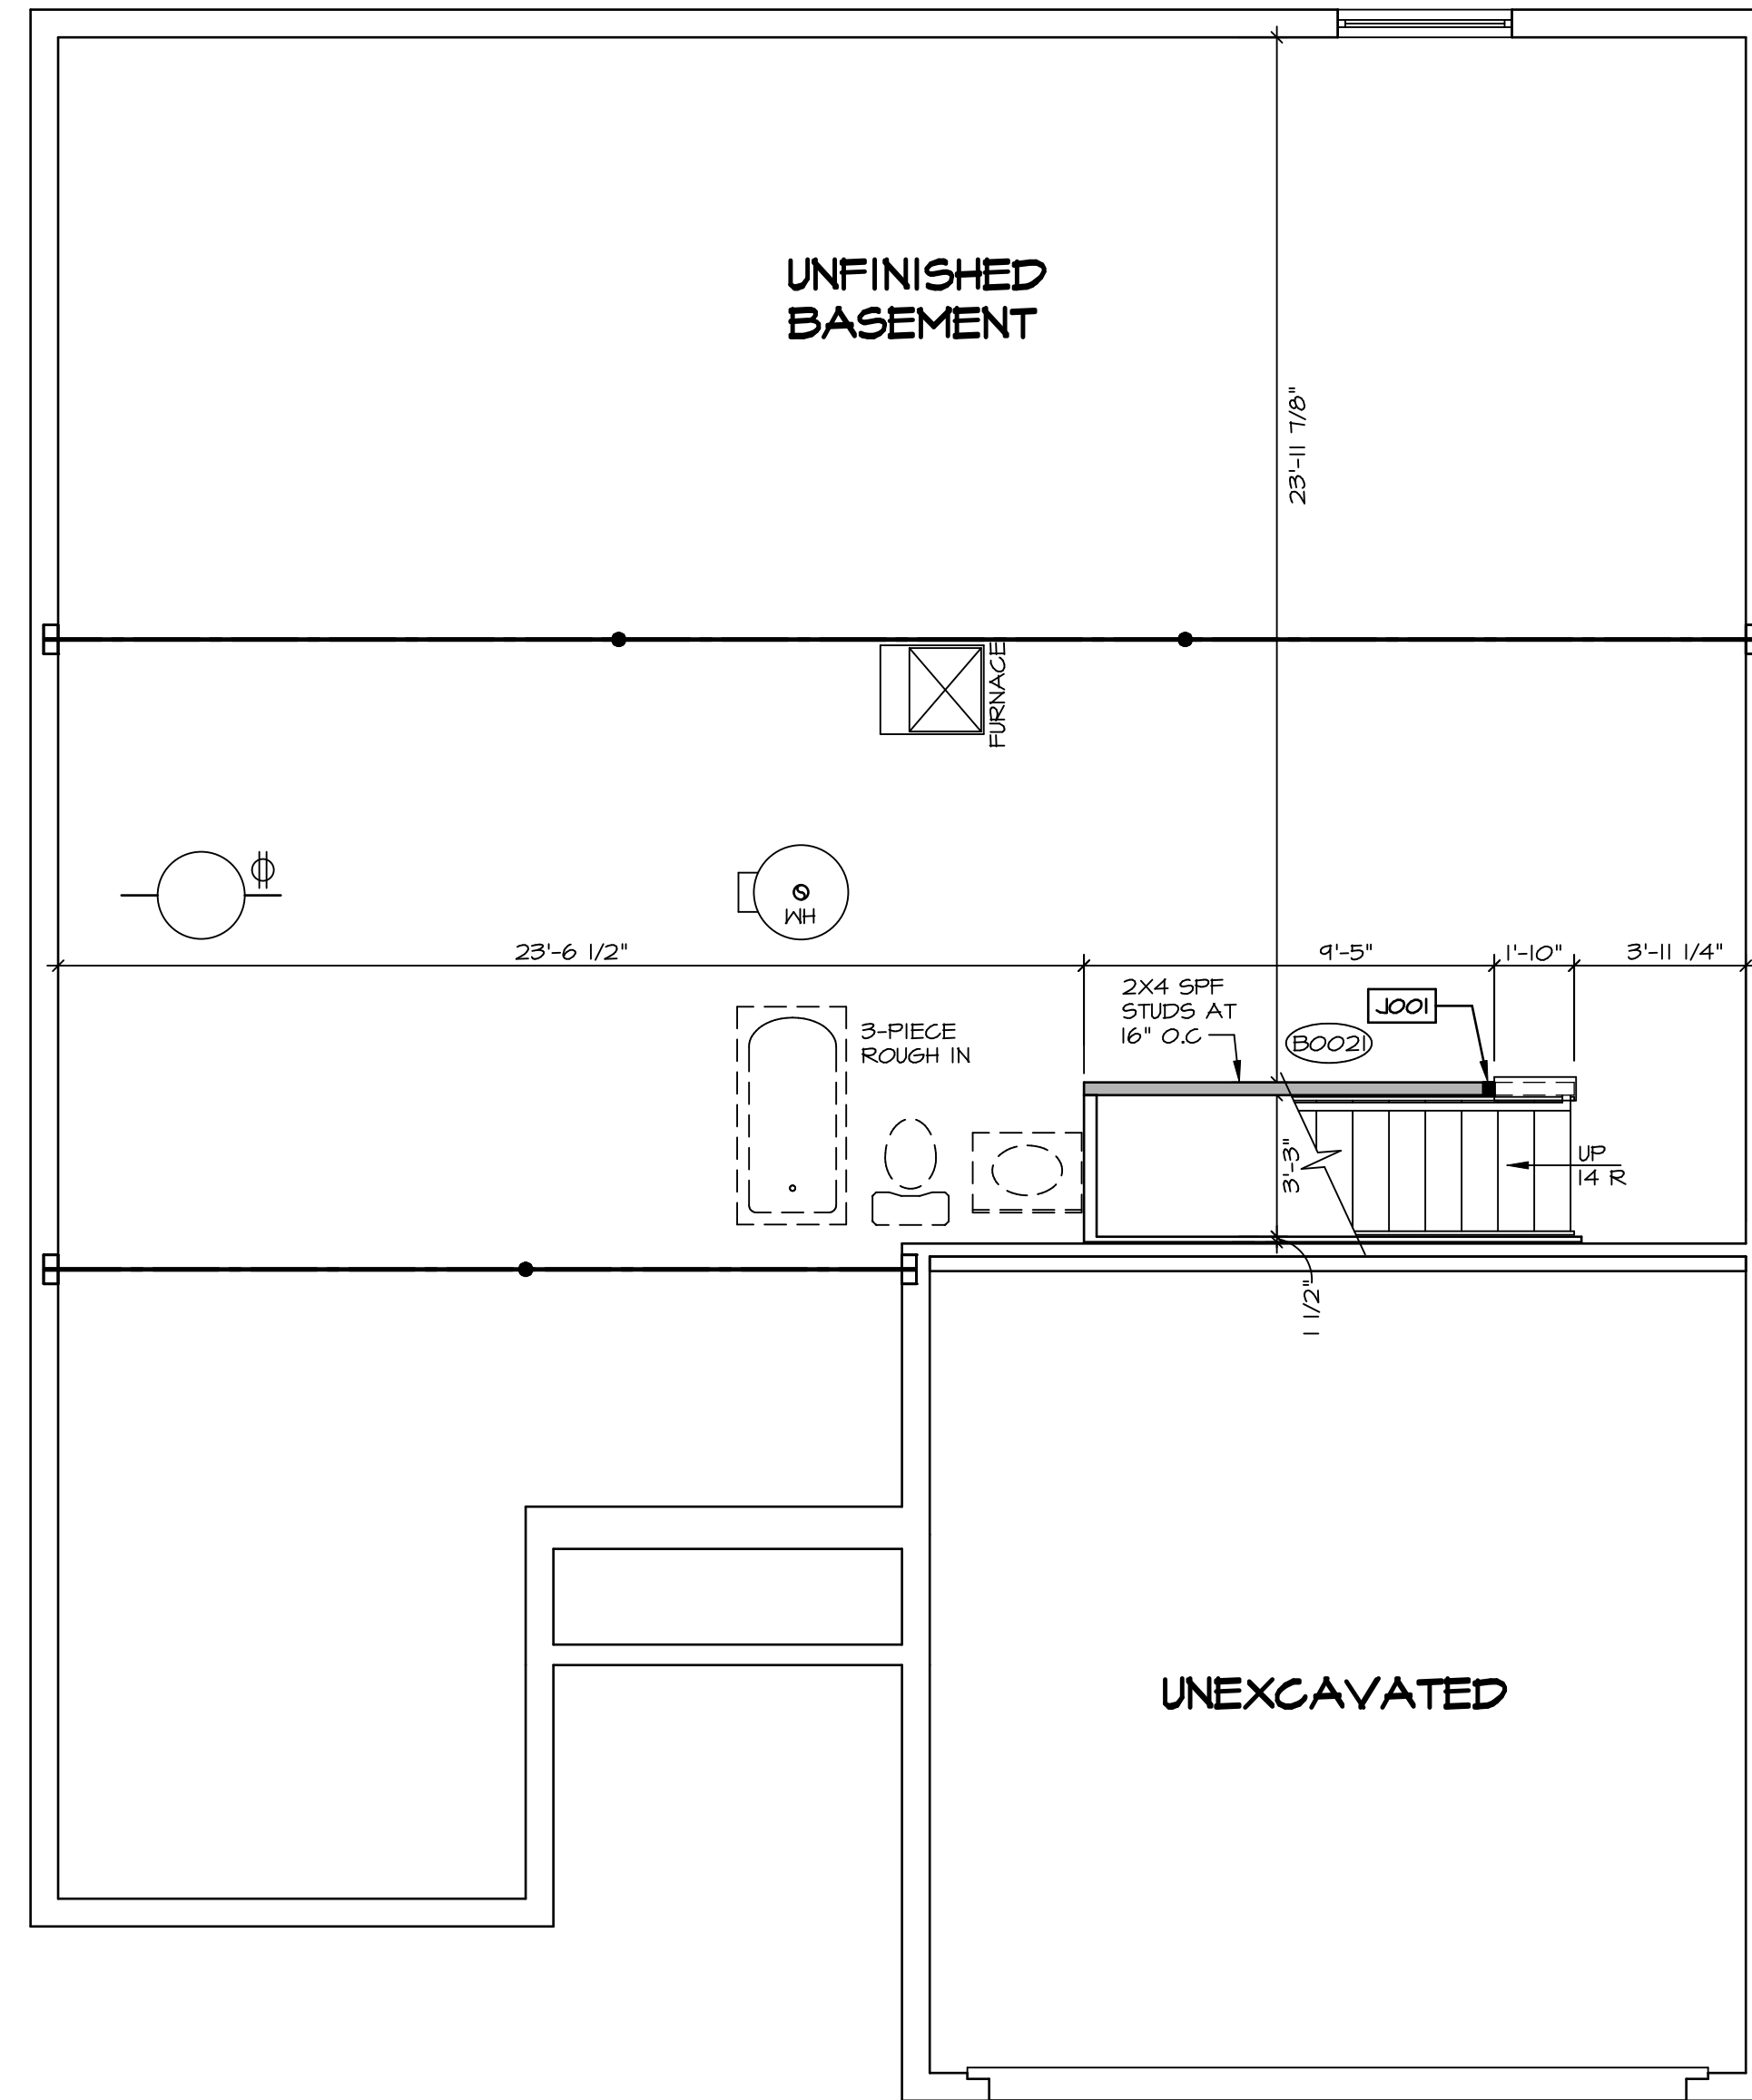 UNFINISHED
BASEMENT
23'-11 7/8"
FURNACE
WH
23'-6 1/2"
9'-5"
1'-10"
3'-11 1/4"
2X4 SPF
STUDS AT
16" O.C
J001
B0021
3-PIECE
ROUGH IN
3'-3"
UP
14 R
1 1/2"
UNEXCAVATED